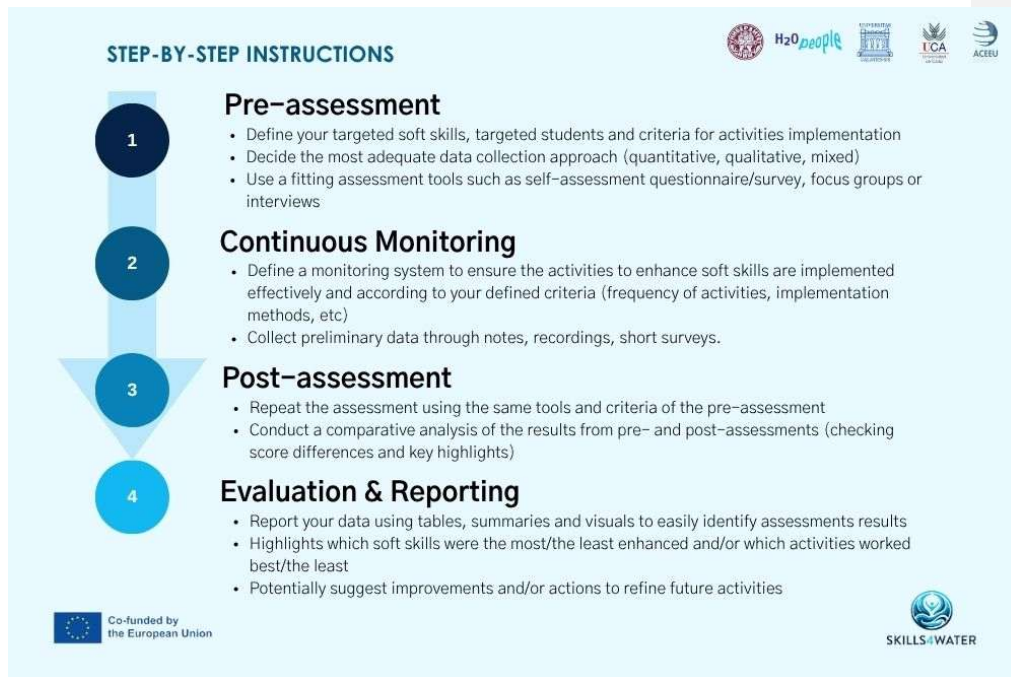 STEP-BY-STEP INSTRUCTIONS
H2O people
UCA
ACEEU
1
Pre-assessment
• Define your targeted soft skills, targeted students and criteria for activities implementation
• Decide the most adequate data collection approach (quantitative, qualitative, mixed)
• Use a fitting assessment tools such as self-assessment questionnaire/survey, focus groups or
interviews
2
Continuous Monitoring
• Define a monitoring system to ensure the activities to enhance soft skills are implemented
effectively and according to your defined criteria (frequency of activities, implementation
methods, etc)
• Collect preliminary data through notes, recordings, short surveys.
3
Post-assessment
• Repeat the assessment using the same tools and criteria of the pre-assessment
• Conduct a comparative analysis of the results from pre- and post-assessments (checking
score differences and key highlights)
4
Evaluation & Reporting
• Report your data using tables, summaries and visuals to easily identify assessments results
• Highlights which soft skills were the most/the least enhanced and/or which activities worked
best/the least
• Potentially suggest improvements and/or actions to refine future activities
Co-funded by
the European Union
SKILLS4WATER